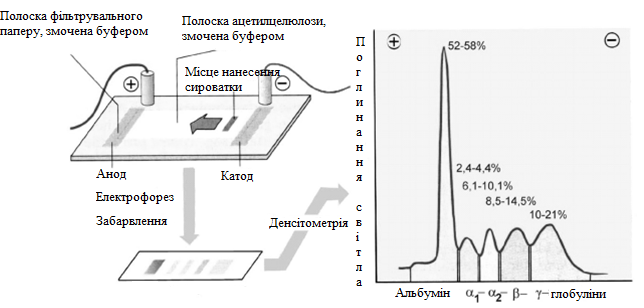 Полоска фільтрувального
паперу, змочена буфером
Полоска ацетилцелюлози,
змочена буфером
Місце нанесення
сироватки
+
−
Анод
Катод
Електрофорез
Забарвлення
Денсітометрія
Поглинання світла
+
−
52-58%
2,4-4,4%
6,1-10,1%
8,5-14,5%
10-21%
Альбумін α1– α2– β– γ– глобуліни